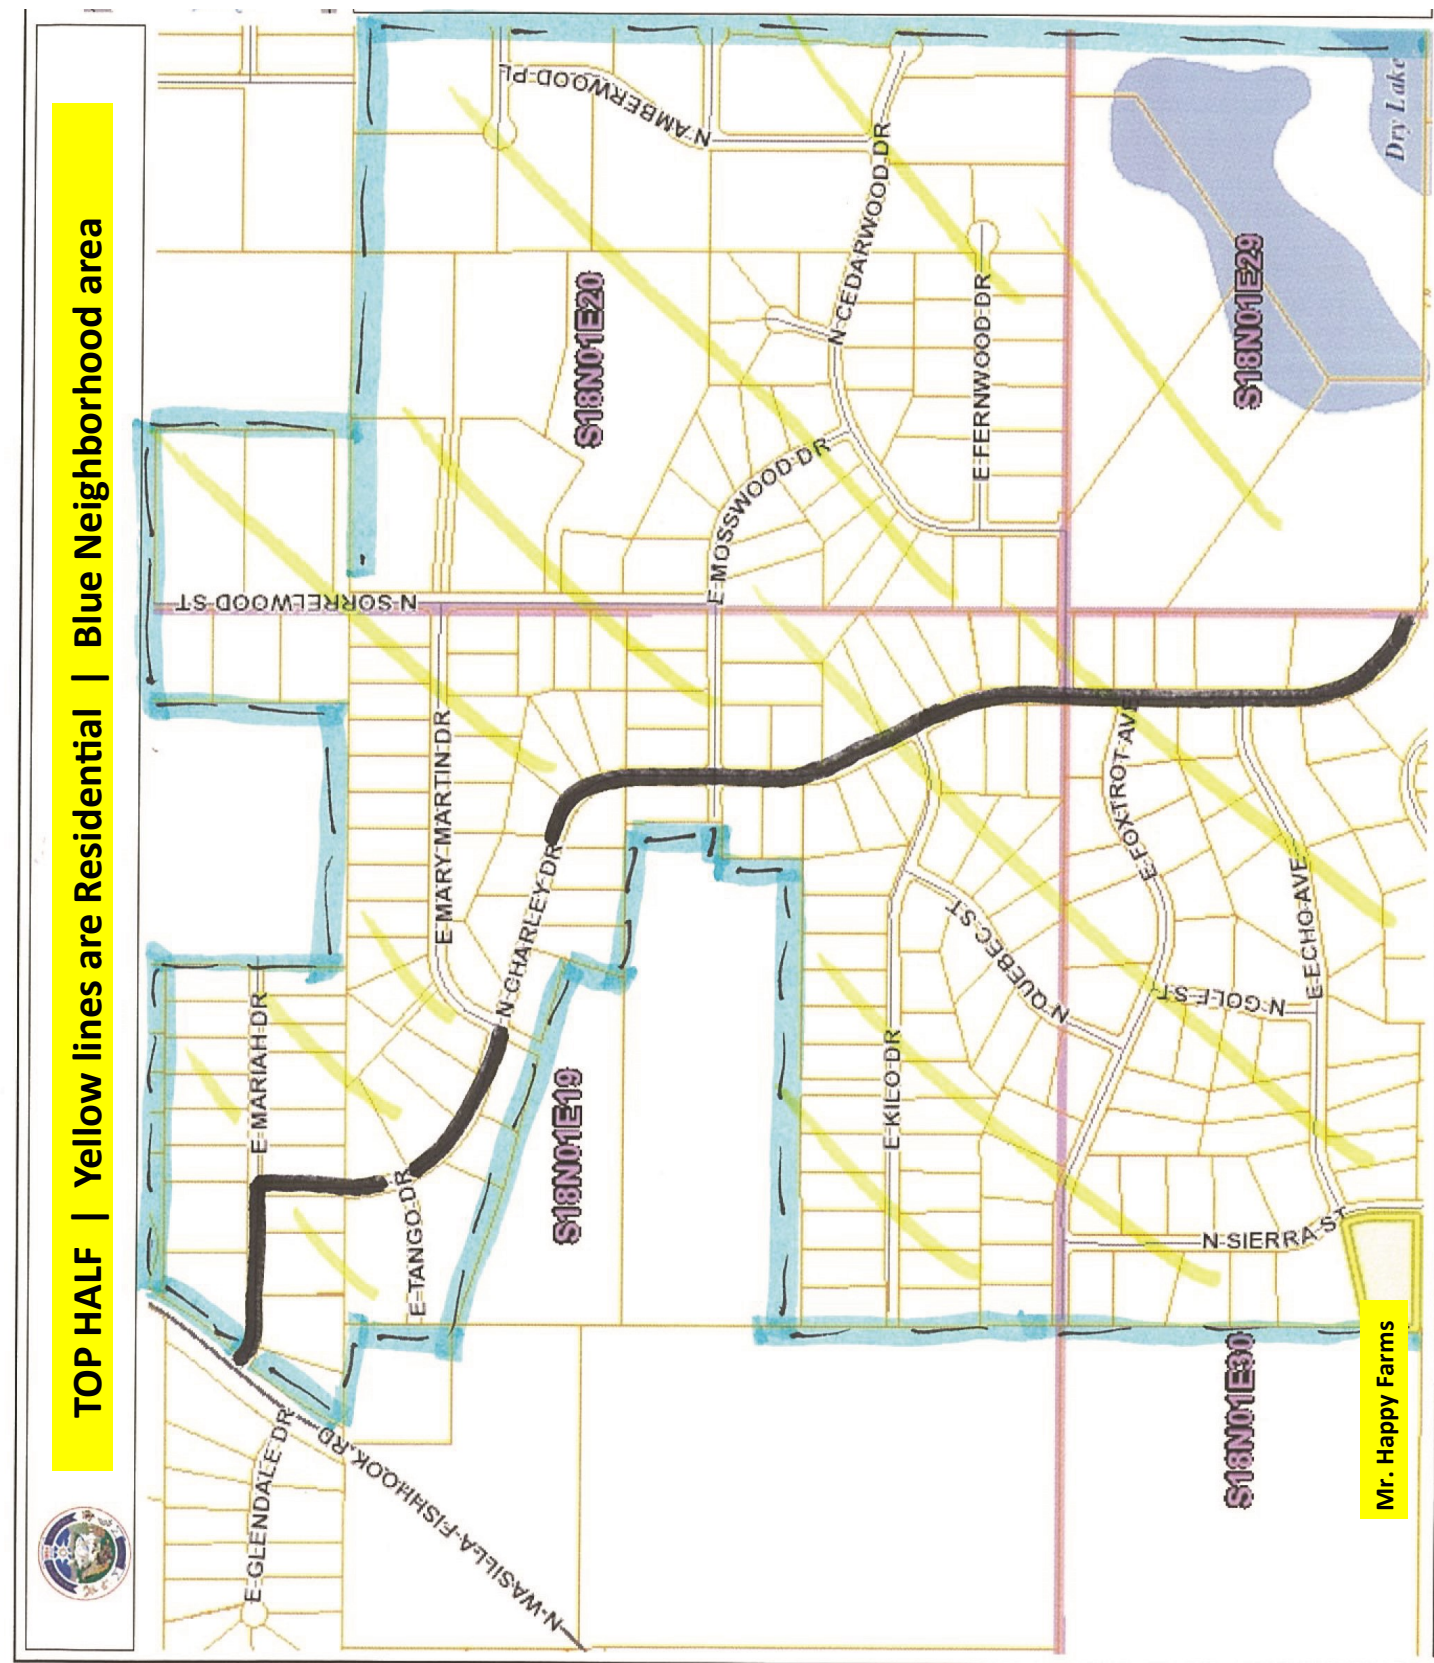 TOP HALF | Yellow lines are Residential | Blue Neighborhood area
E GLENDALE DR
N WASILLA-FISHHOOK RD
E MARIAH DR
E TANGO DR
N CHARLEY DR
E MARY MARTIN DR
N SORRELWOOD ST
S18N01E19
S18N01E20
N AMBERWOOD PL
N CEDARWOOD DR
E MOSSWOOD DR
E FERNWOOD DR
E KILO DR
N QUEBEC ST
E FOXTROT AVE
N GOLF ST
E ECHO AVE
N SIERRA ST
S18N01E29
Dry Lake
S18N01E30
Mr. Happy Farms